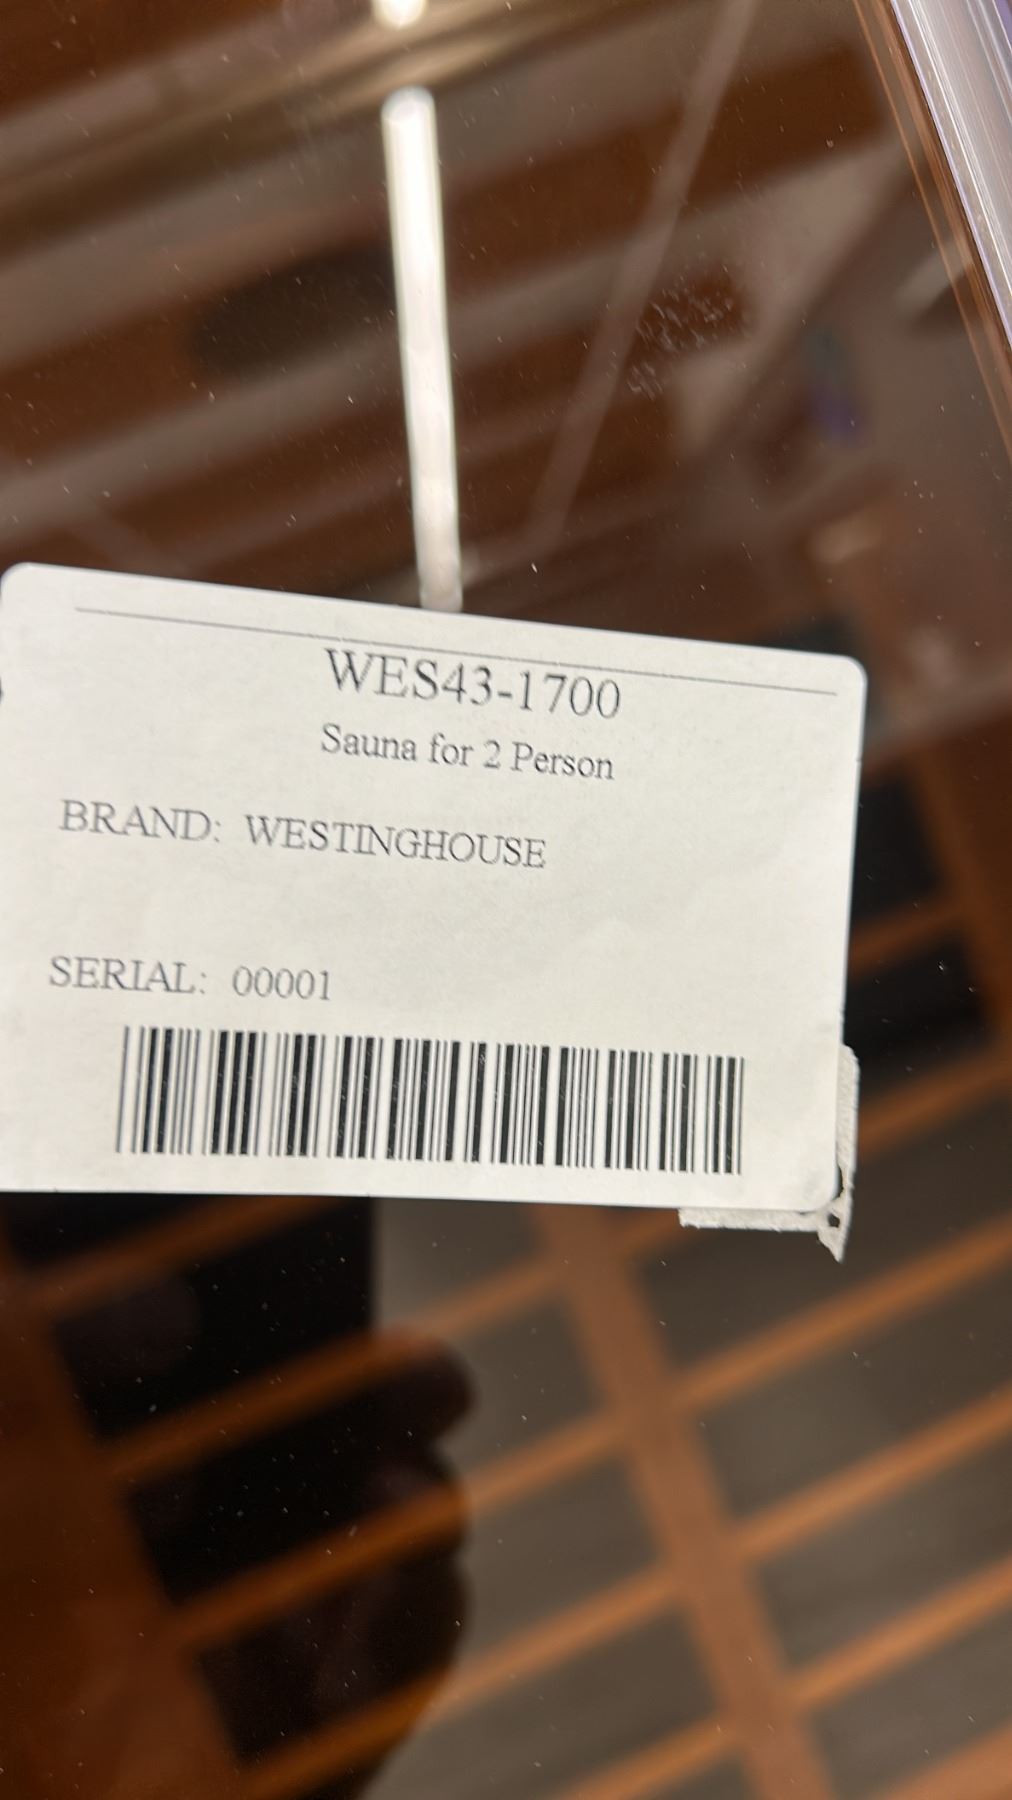 WES43-1700
Sauna for 2 Person
BRAND: WESTINGHOUSE
SERIAL: 00001